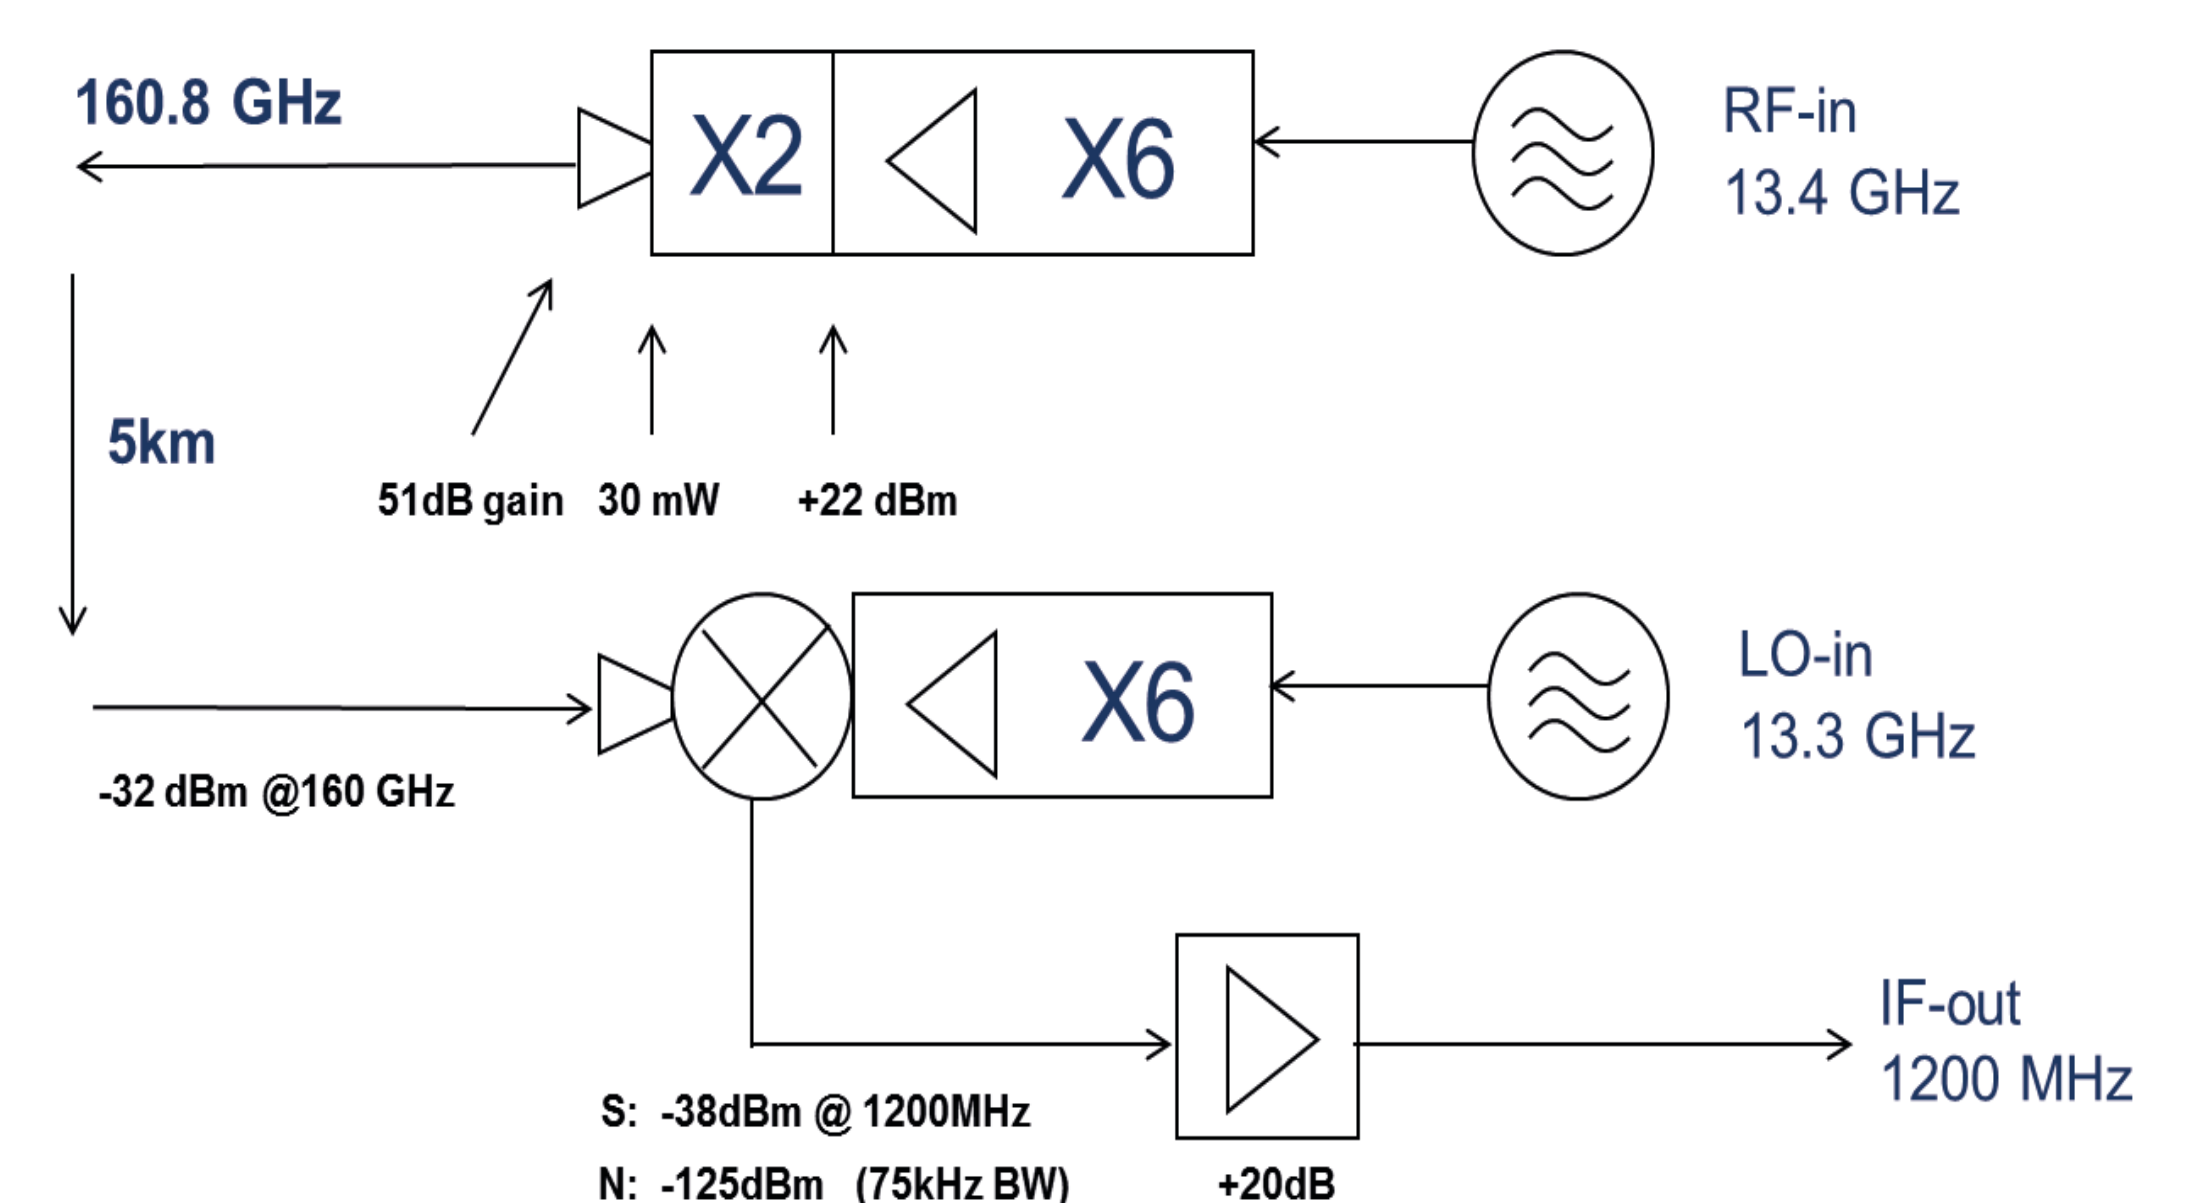 160.8 GHz
X2
X6
RF-in
13.4 GHz
5km
51dB gain
30 mW
+22 dBm
X6
LO-in
13.3 GHz
-32 dBm @160 GHz
IF-out
1200 MHz
S: -38dBm @ 1200MHz
N: -125dBm (75kHz BW)
+20dB